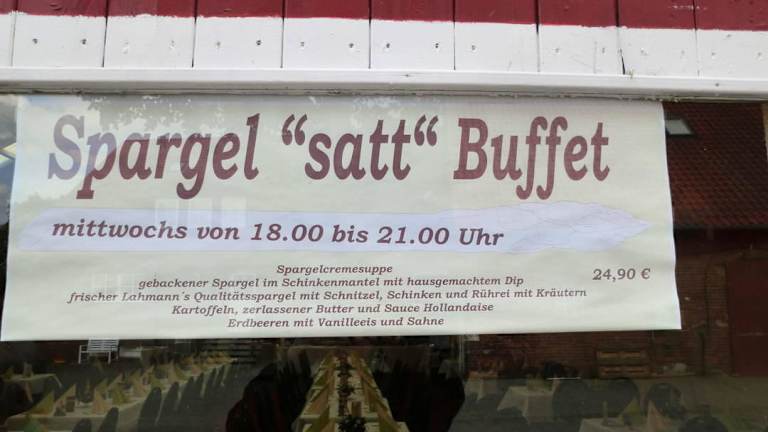 Spargel “satt“ Buffet
mittwochs von 18.00 bis 21.00 Uhr
Spargelcremesuppe
gebackener Spargel im Schinkenmantel mit hausgemachtem Dip
24,90 €
frischer Lahmann´s Qualitätsspargel mit Schnitzel, Schinken und Rührei mit Kräutern
Kartoffeln, zerlassener Butter und Sauce Hollandaise
Erdbeeren mit Vanilleeis und Sahne